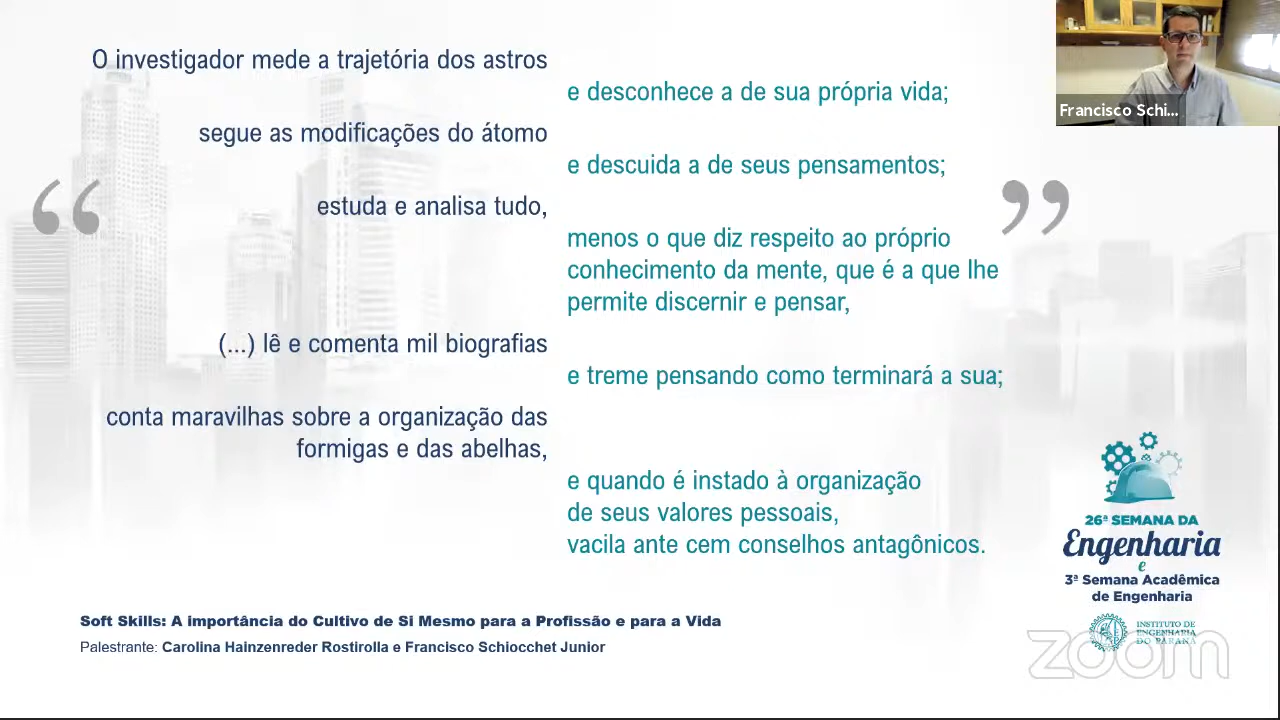 O investigador mede a trajetória dos astros
e desconhece a de sua própria vida;
segue as modificações do átomo
e descuida a de seus pensamentos;
estuda e analisa tudo,
menos o que diz respeito ao próprio
conhecimento da mente, que é a que lhe
permite discernir e pensar,
(...) lê e comenta mil biografias
e treme pensando como terminará a sua;
conta maravilhas sobre a organização das
formigas e das abelhas,
e quando é instado à organização
de seus valores pessoais,
vacila ante cem conselhos antagônicos.
“
”
Francisco Schi...
26ª SEMANA DA
Engenharia
e
3ª Semana Acadêmica
de Engenharia
INSTITUTO DE
ENGENHARIA
DO PARANÁ
zoom
Soft Skills: A importância do Cultivo de Si Mesmo para a Profissão e para a Vida
Palestrante: Carolina Hainzenreder Rostirolla e Francisco Schiocchet Junior